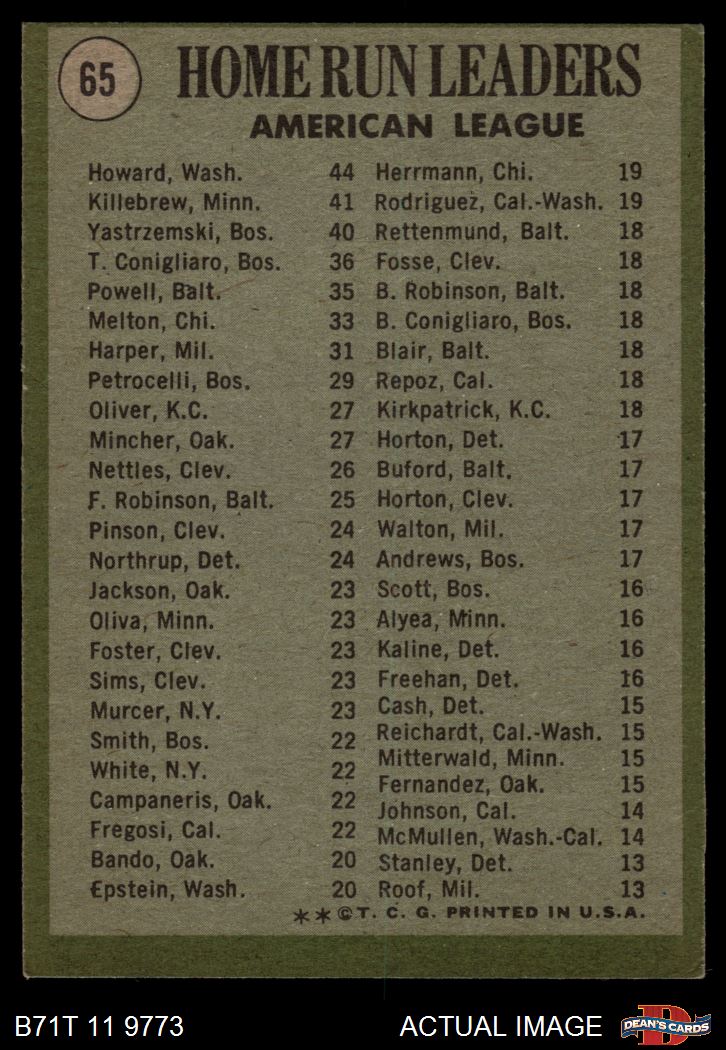 65
HOME RUN LEADERS
AMERICAN LEAGUE
Howard, Wash. 44
Killebrew, Minn. 41
Yastrzemski, Bos. 40
T. Conigliaro, Bos. 36
Powell, Balt. 35
Melton, Chi. 33
Harper, Mil. 31
Petrocelli, Bos. 29
Oliver, K.C. 27
Mincher, Oak. 27
Nettles, Clev. 26
F. Robinson, Balt. 25
Pinson, Clev. 24
Northrup, Det. 24
Jackson, Oak. 23
Oliva, Minn. 23
Foster, Clev. 23
Sims, Clev. 23
Murcer, N.Y. 23
Smith, Bos. 22
White, N.Y. 22
Campaneris, Oak. 22
Fregosi, Cal. 22
Bando, Oak. 20
Epstein, Wash. 20
Herrmann, Chi. 19
Rodriguez, Cal.-Wash. 19
Rettenmund, Balt. 18
Fosse, Clev. 18
B. Robinson, Balt. 18
B. Conigliaro, Bos. 18
Blair, Balt. 18
Repoz, Cal. 18
Kirkpatrick, K.C. 18
Horton, Det. 17
Buford, Balt. 17
Horton, Clev. 17
Walton, Mil. 17
Andrews, Bos. 17
Scott, Bos. 16
Alyea, Minn. 16
Kaline, Det. 16
Freehan, Det. 16
Cash, Det. 15
Reichardt, Cal.-Wash. 15
Mitterwald, Minn. 15
Fernandez, Oak. 15
Johnson, Cal. 14
McMullen, Wash.-Cal. 14
Stanley, Det. 13
Roof, Mil. 13
**©T. C. G. PRINTED IN U.S.A.
B71T 11 9773
ACTUAL IMAGE
D
DEAN'S CARDS